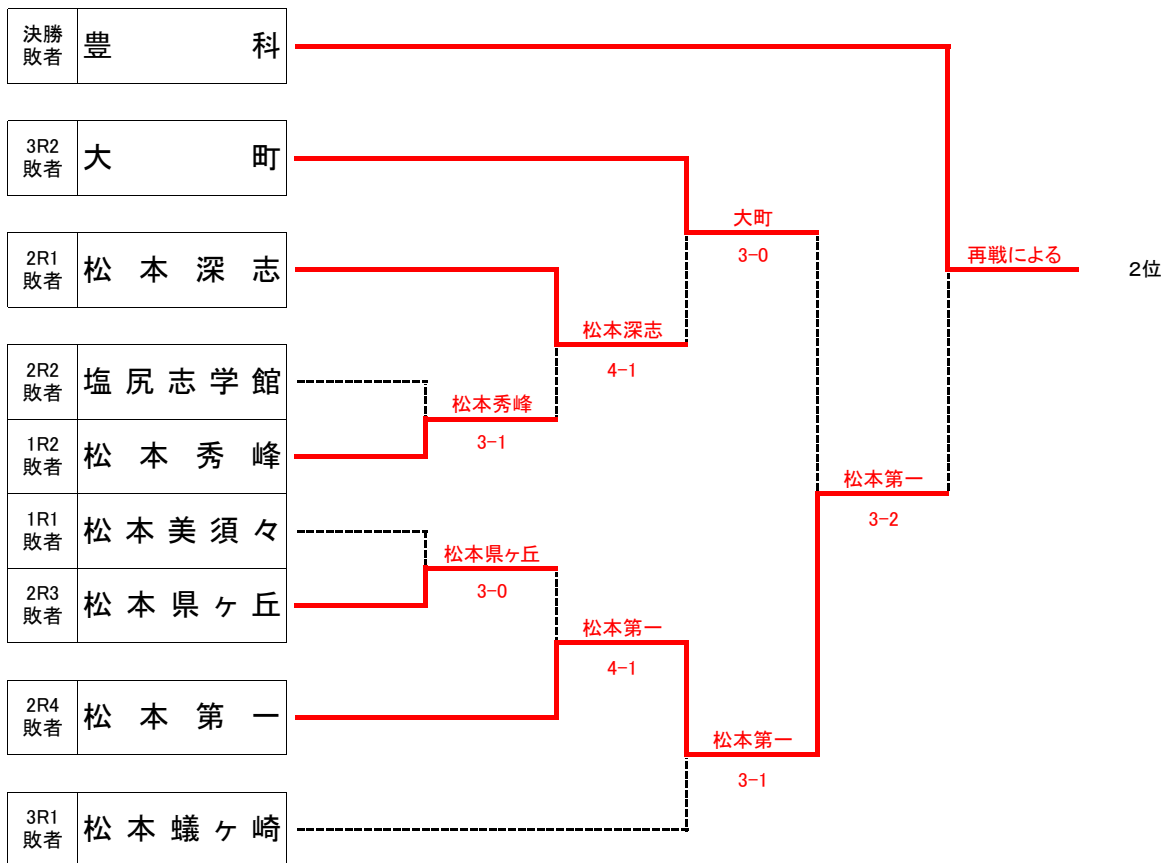 決勝
敗者
豊科
3R2
敗者
大町
大町
3-0
2R1
敗者
松本深志
再戦による
2位
松本深志
4-1
2R2
敗者
塩尻志学館
松本秀峰
3-1
1R2
敗者
松本秀峰
松本第一
3-2
1R1
敗者
松本美須々
松本県ヶ丘
3-0
2R3
敗者
松本県ヶ丘
松本第一
4-1
2R4
敗者
松本第一
松本第一
3-1
3R1
敗者
松本蟻ヶ崎